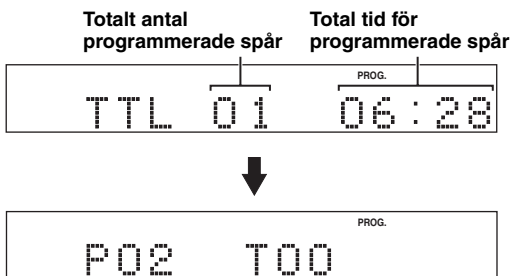 Totalt antal programmerade spår
Total tid för programmerade spår
PROG.
TTL 01 06:28
PROG.
P02 T00